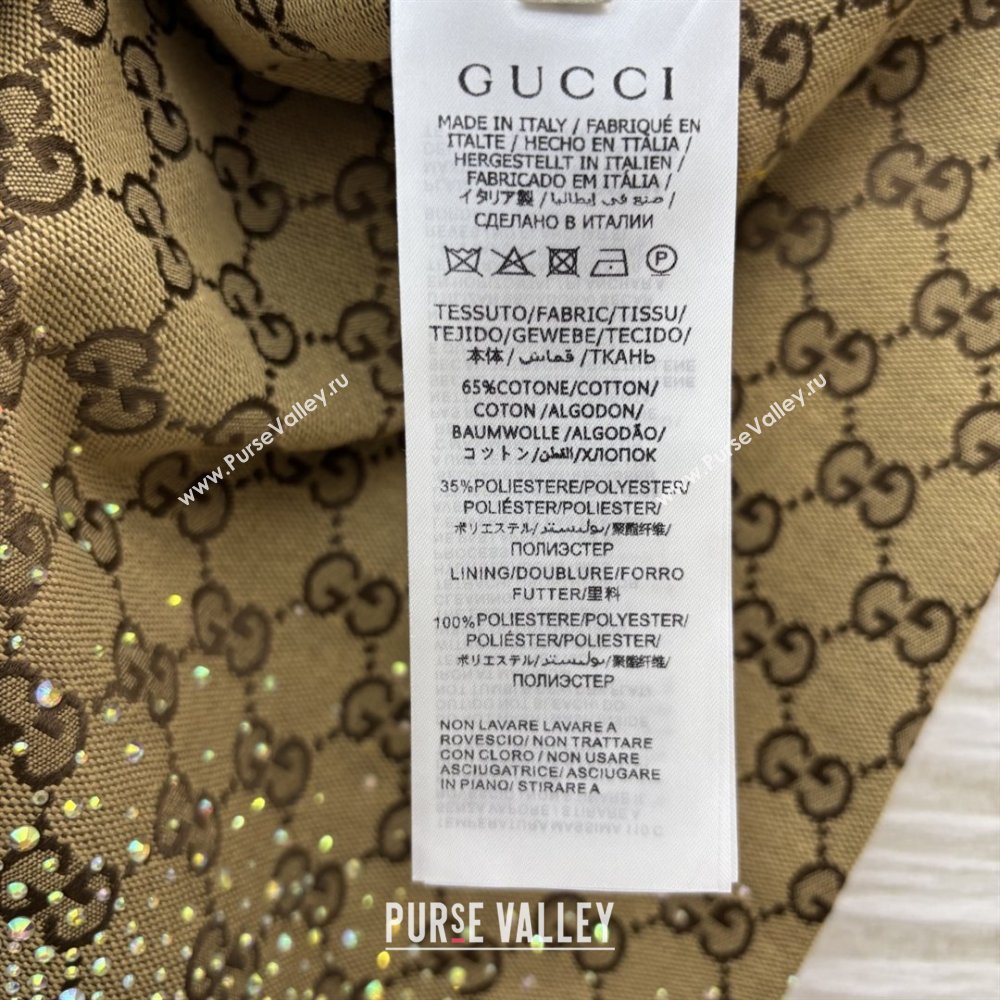 GUCCI
MADE IN ITALY / FABRIQUÉ EN
ITALTE / HECHO EN TTÁLIA /
HERGESTELLT IN ITALIEN /
FABRICADO EM ITÁLIA /
イタリア製 / صنع في إيطاليا /
СДЕЛАНО В ИТАЛИИ
P
TESSUTO/FABRIC/TISSU/
TEJIDO/GEWEBE/TECIDO/
本体/قماش/ТКАНЬ
65%COTONE/COTTON/
COTON /ALGODON/
BAUMWOLLE /ALGODÃO/
コットン/القطن/ХЛОПОК
35%POLIESTERE/POLYESTER/
POLIÉSTER/POLIESTER/
ポリエステル/بوليستر/聚酯纤维/
ПОЛИЭСТЕР
LINING/DOUBLURE/FORRO
FUTTER/里料
100%POLIESTERE/POLYESTER/
POLIÉSTER/POLIESTER/
ポリエステル/بوليستر/聚酯纤维/
ПОЛИЭСТЕР
NON LAVARE LAVARE A
ROVESCIO/ NON TRATTARE
CON CLORO/ NON USARE
ASCIUGATRICE/ ASCIUGARE
IN PIANO/ STIRARE A
www.PurseValley.ru
www.PurseValley.ru
PURSE VALLEY